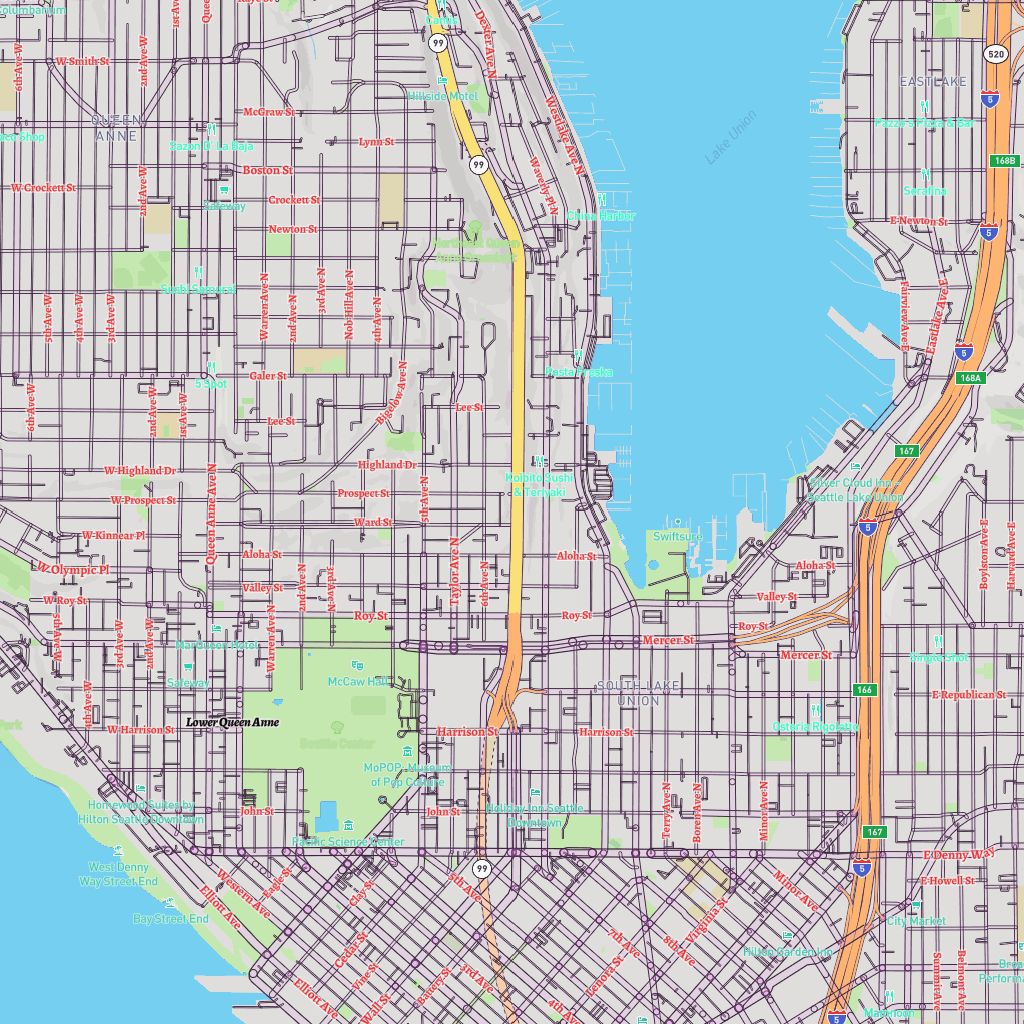 Canlis
99
Dexter Ave N
1st Ave W
6th Ave W
W Smith St
2nd Ave W
520
EASTLAKE
5
Hillside Motel
McGraw St
QUEEN
ANNE
Westlake Ave N
Lake Union
Pazzo's Pizza & Bar
Lynn St
Sazon D' La Baja
99
168B
Boston St
Waverly Pl N
Serafina
W Crockett St
2nd Ave W
Safeway
Crockett St
China Harbor
Newton St
E Newton St
5
Northeast Queen
Sushi Samurai
5th Ave W
4th Ave W
3rd Ave W
Warren Ave N
2nd Ave N
3rd Ave N
Nob Hill Ave N
4th Ave N
Fairview Ave E
Eastlake Ave E
5
Pasta Freska
5 Spot
Galer St
168A
6th Ave W
2nd Ave W
1st Ave W
Bigelow Ave N
Lee St
Lee St
167
W Highland Dr
Highland Dr
Queen Anne Ave N
5th Ave N
Koibito Sushi
& Teriyaki
Silver Cloud Inn -
Seattle Lake Union
W Prospect St
Prospect St
Ward St
5
Swiftsure
W Kinnear Pl
Aloha St
Aloha St
Aloha St
W Olympic Pl
Taylor Ave N
6th Ave N
2nd Ave N
3rd Ave N
Boylston Ave E
Harvard Ave E
Valley St
Valley St
W Roy St
Roy St
Roy St
Roy St
5th Ave W
3rd Ave W
2nd Ave W
Warren Ave N
MarQueen Hotel
Mercer St
Mercer St
Single Shot
McCaw Hall
Safeway
SOUTH LAKE
UNION
166
E Republican St
4th Ave W
Lower Queen Anne
W Harrison St
Harrison St
Harrison St
Osteria Rigoletto
Seattle Center
MoPOP: Museum
of Pop Culture
Homewood Suites by
Hilton Seattle Downtown
John St
John St
Holiday Inn Seattle
Downtown
Terry Ave N
Boren Ave N
Minor Ave N
Pacific Science Center
167
E Denny Way
West Denny
Way Street End
99
5
E Howell St
Western Ave
Eagle St
Clay St
5th Ave
Minor Ave
Elliott Ave
Bay Street End
Virginia St
City Market
Cedar St
7th Ave
8th Ave
Hilton Garden Inn
Vine St
Battery St
3rd Ave
Lenora St
Summit Ave
Belmont Ave
Elliott Ave
Wall St
4th Ave
5